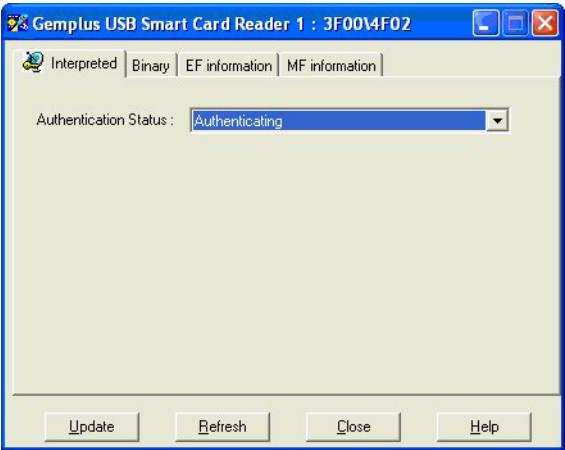 Gemplus USB Smart Card Reader 1 : 3F00\4F02
Interpreted Binary EF information MF information
Authentication Status : Authenticating
Update Refresh Close Help